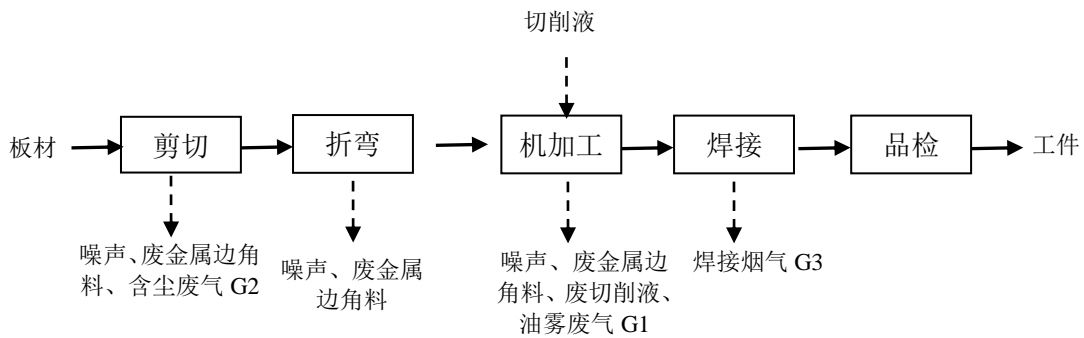 切削液
板材
剪切
折弯
机加工
焊接
品检
工件
噪声、废金属边角
料、含尘废气 G2
噪声、废金属
边角料
噪声、废金属边
角料、废切削液、
油雾废气 G1
焊接烟气 G3